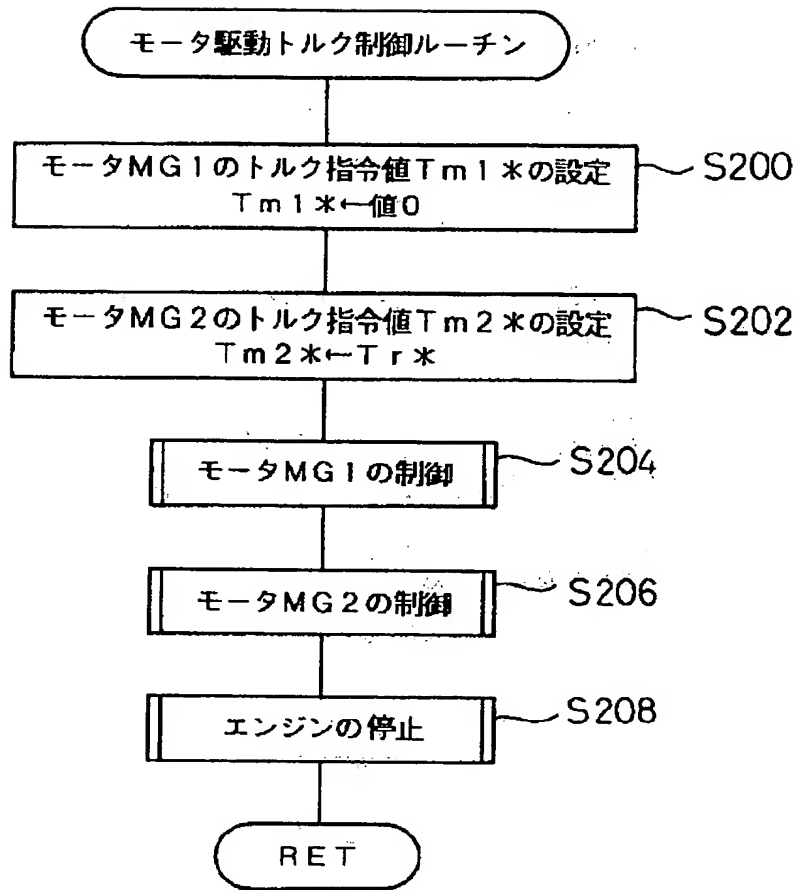 モータ駆動トルク制御ルーチン
モータMG1のトルク指令値Tm1*の設定
Tm1*←値0
S200
モータMG2のトルク指令値Tm2*の設定
Tm2*←Tr*
S202
モータMG1の制御
S204
モータMG2の制御
S206
エンジンの停止
S208
RET